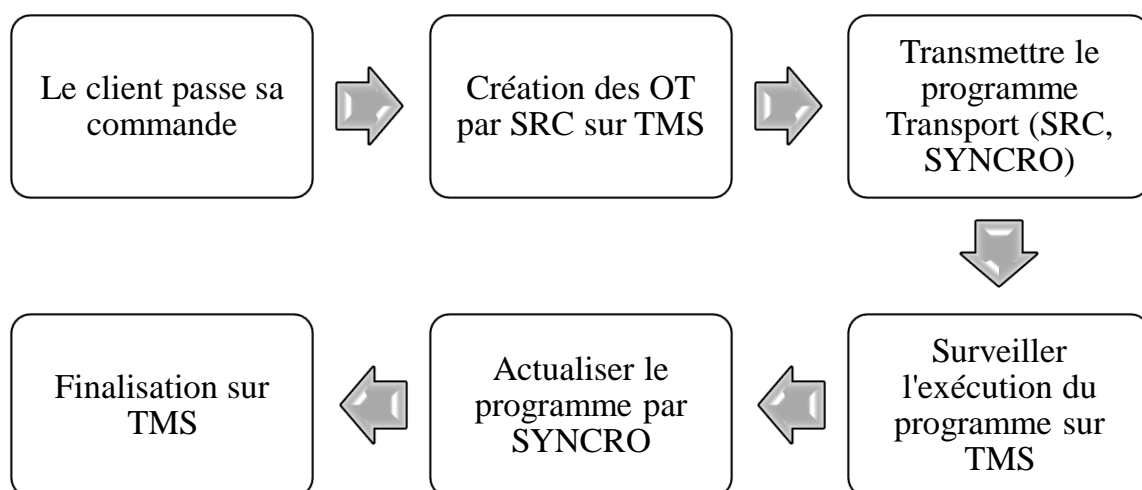 Le client passe sa
commande
Création des OT
par SRC sur TMS
Transmettre le
programme
Transport (SRC,
SYNCRO)
Surveiller
l'exécution du
programme sur
TMS
Actualiser le
programme par
SYNCRO
Finalisation sur
TMS